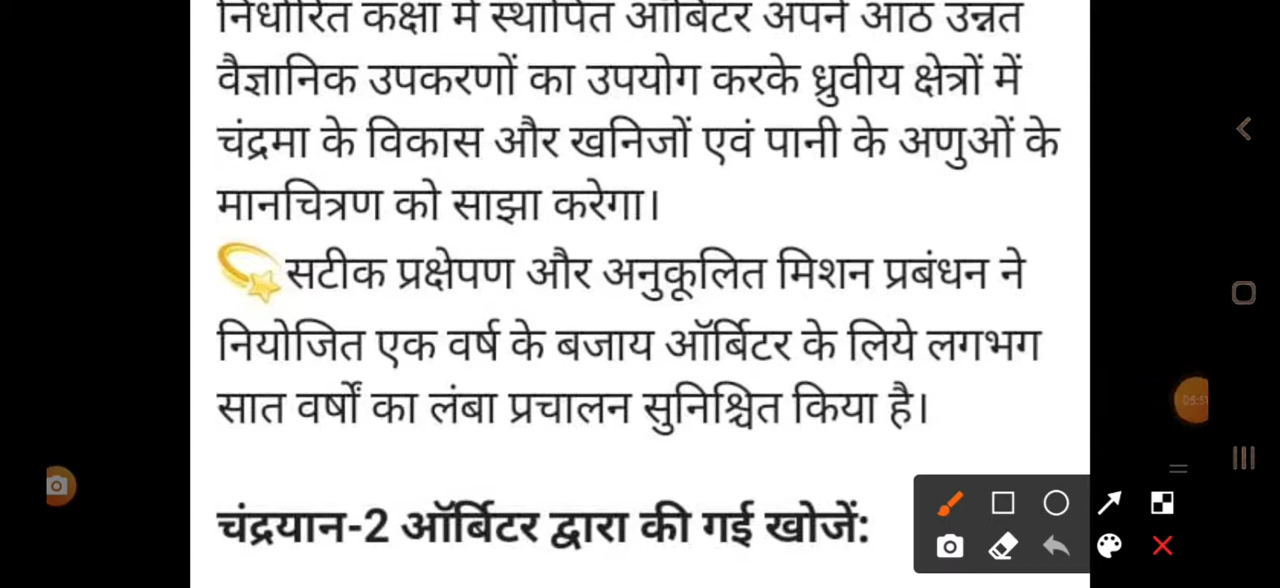 निर्धारित कक्षा में स्थापित ऑर्बिटर अपने आठ उन्नत
वैज्ञानिक उपकरणों का उपयोग करके ध्रुवीय क्षेत्रों में
चंद्रमा के विकास और खनिजों एवं पानी के अणुओं के
मानचित्रण को साझा करेगा।
सटीक प्रक्षेपण और अनुकूलित मिशन प्रबंधन ने
नियोजित एक वर्ष के बजाय ऑर्बिटर के लिये लगभग
सात वर्षों का लंबा प्रचालन सुनिश्चित किया है।
05:51
चंद्रयान-2 ऑर्बिटर द्वारा की गई खोजें: